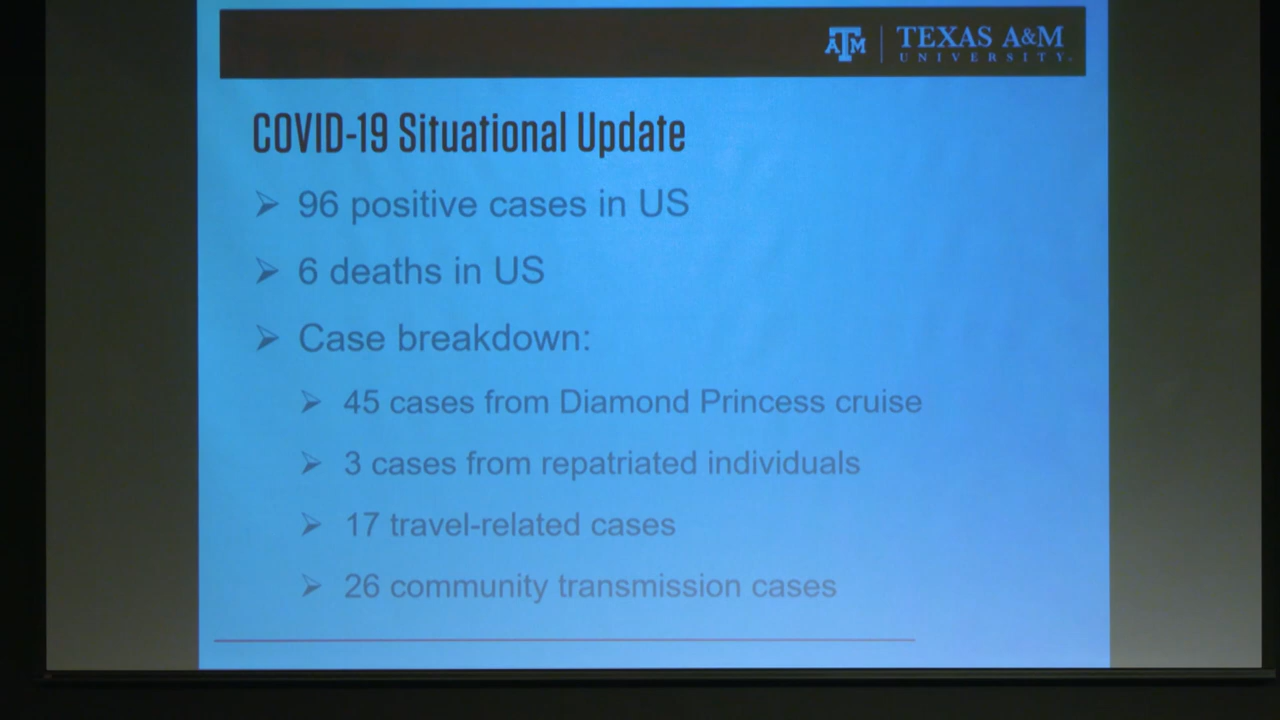 ATM TEXAS A&M
UNIVERSITY.
COVID-19 Situational Update
96 positive cases in US
6 deaths in US
Case breakdown:
45 cases from Diamond Princess cruise
3 cases from repatriated individuals
17 travel-related cases
26 community transmission cases